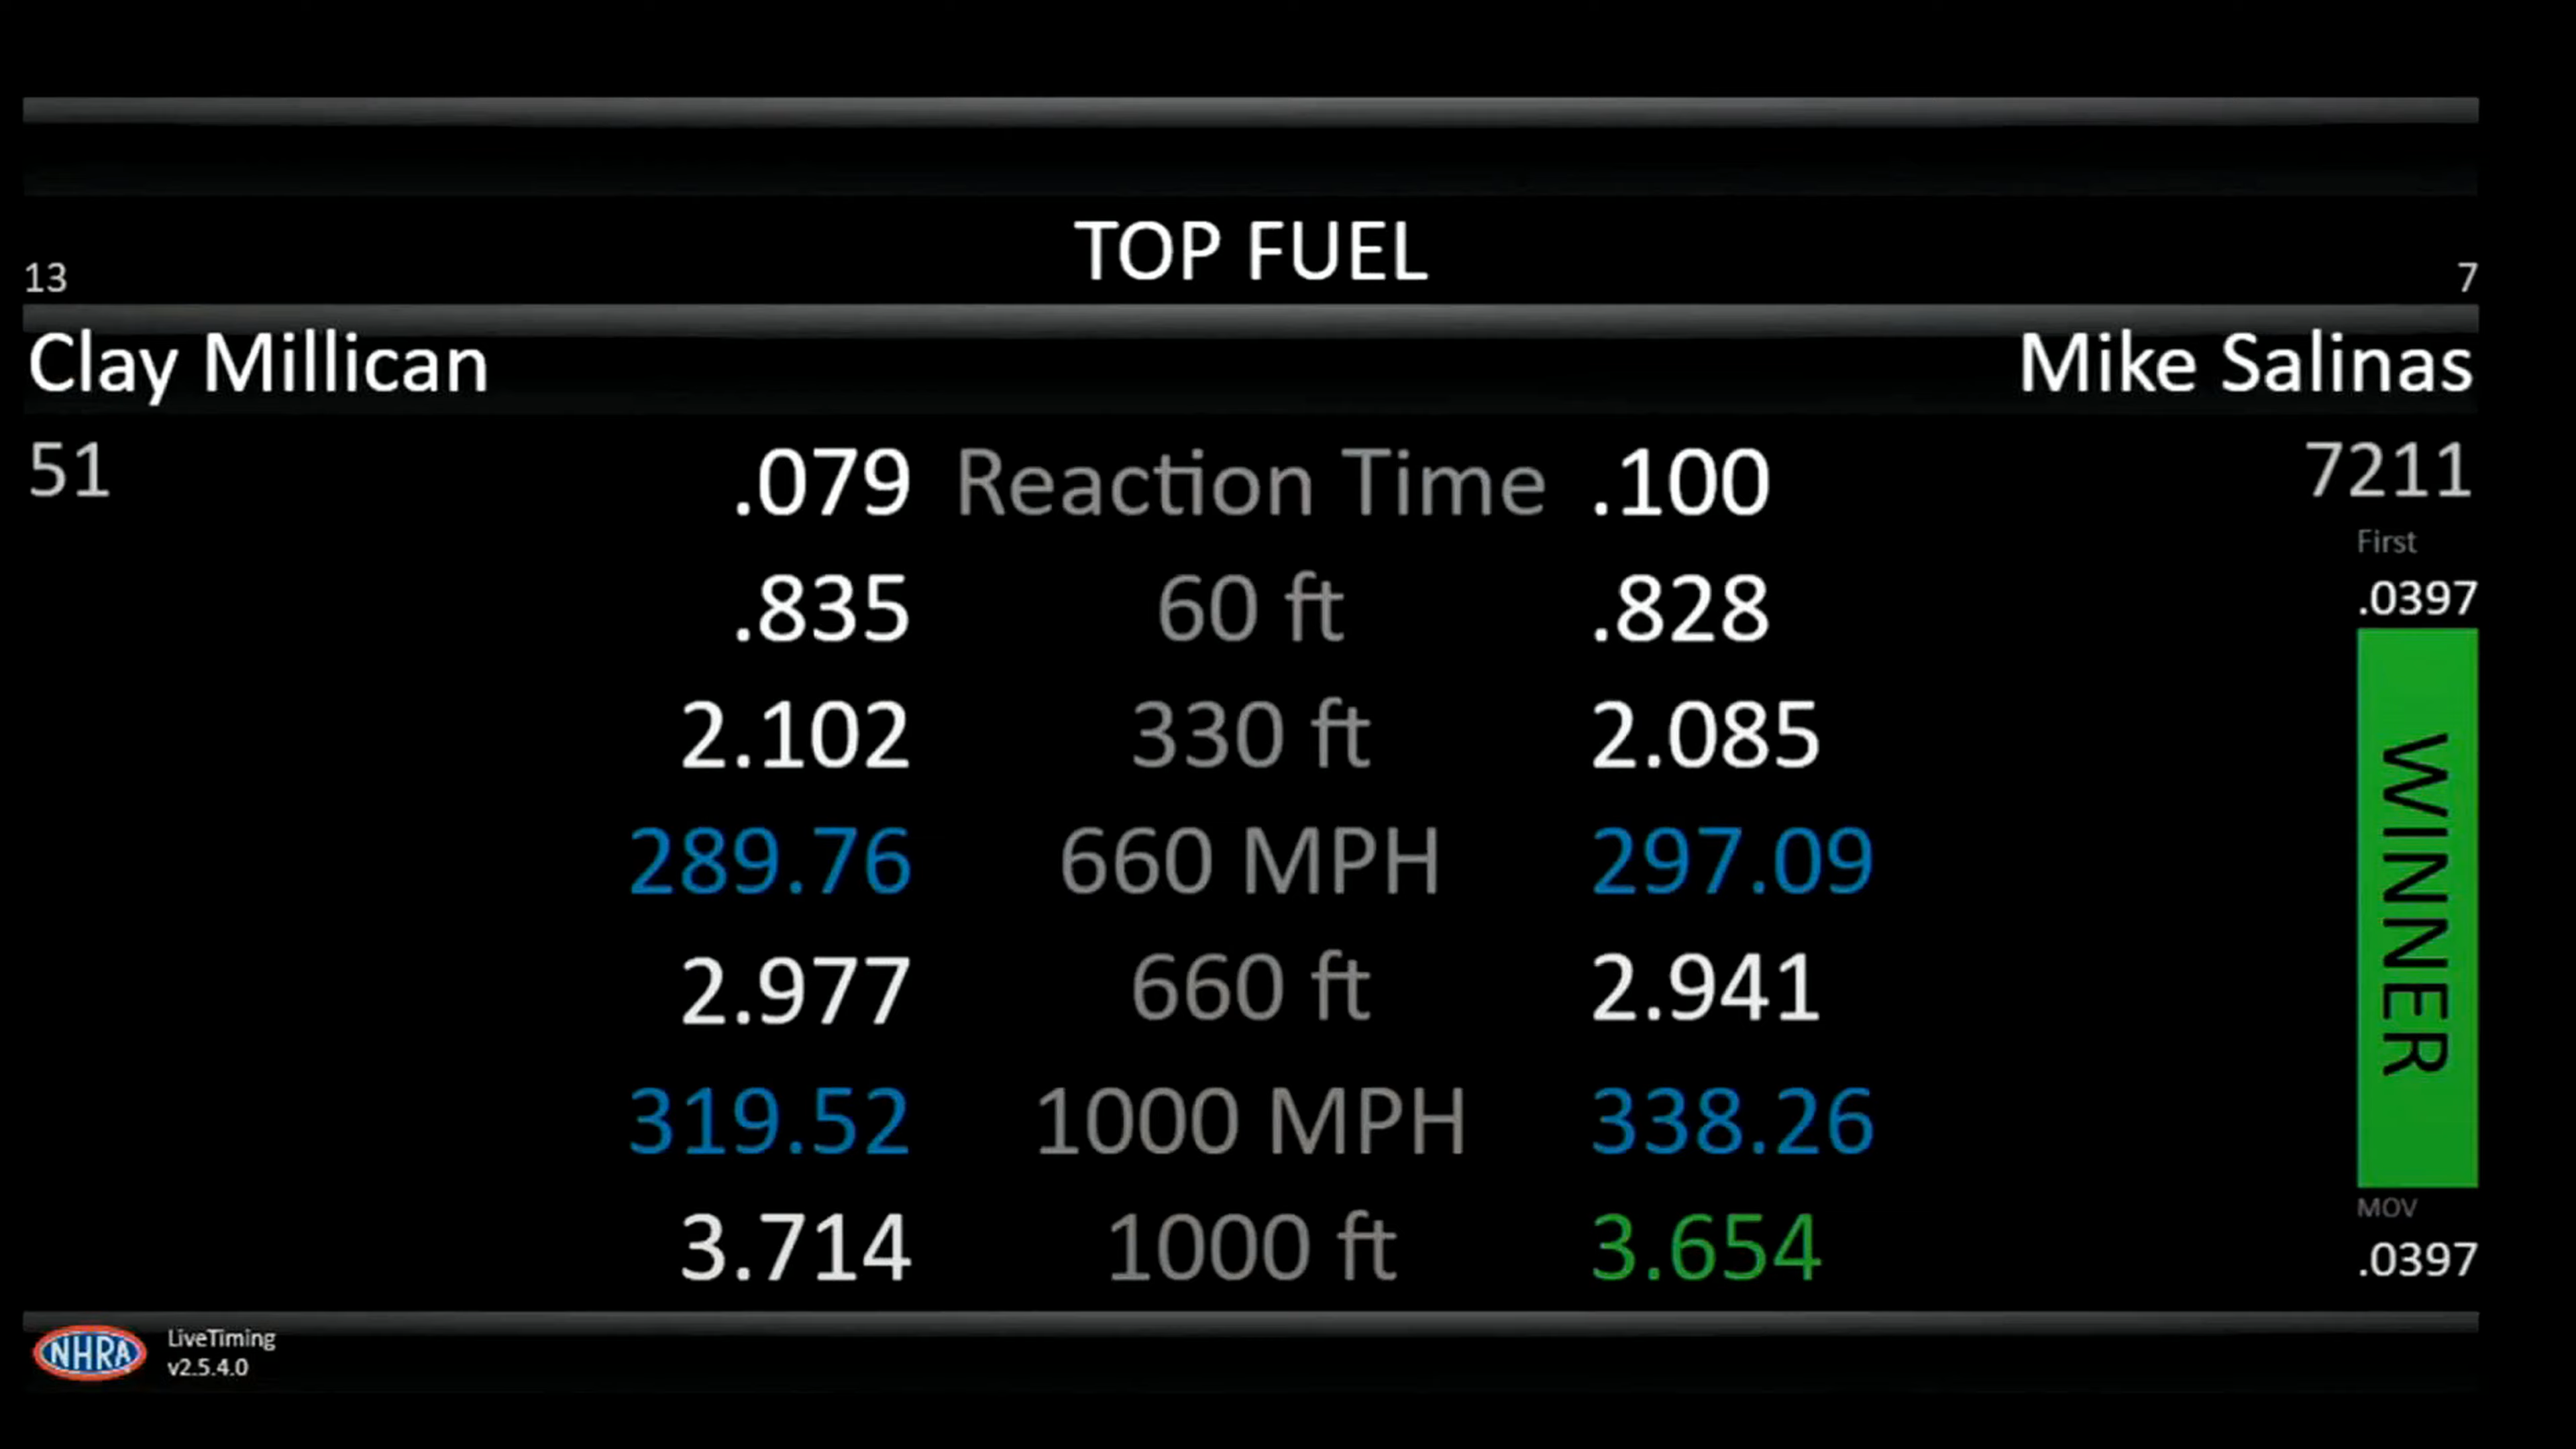 TOP FUEL
13
7
Clay Millican
Mike Salinas
51
7211
.079 Reaction Time .100
First
.0397
.835 60 ft .828
2.102 330 ft 2.085
289.76 660 MPH 297.09
WINNER
2.977 660 ft 2.941
319.52 1000 MPH 338.26
MOV
3.714 1000 ft 3.654
.0397
NHRA
LiveTiming
v2.5.4.0